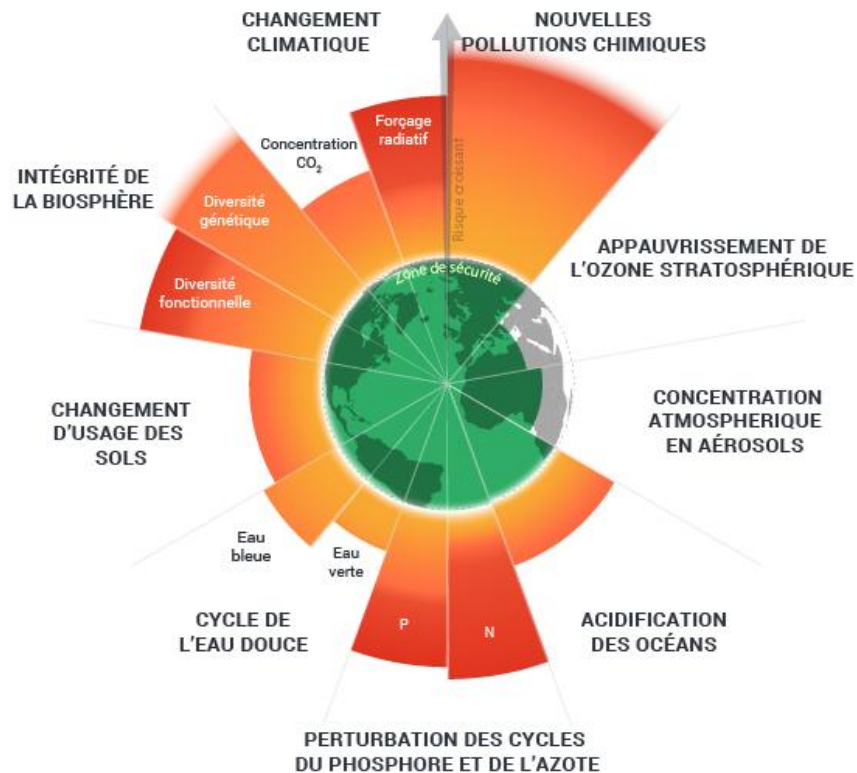 CHANGEMENT
CLIMATIQUE
NOUVELLES
POLLUTIONS CHIMIQUES
Forçage
radiatif
Concentration
CO₂
Risque croissant
INTÉGRITÉ DE
LA BIOSPHÈRE
Diversité
génétique
Diversité
fonctionnelle
Zone de sécurité
APPAUVRISSEMENT DE
L'OZONE STRATOSPHÉRIQUE
CHANGEMENT
D'USAGE DES
SOLS
CONCENTRATION
ATMOSPHERIQUE
EN AÉROSOLS
Eau
bleue
Eau
verte
CYCLE DE
L'EAU DOUCE
P
N
ACIDIFICATION
DES OCÉANS
PERTURBATION DES CYCLES
DU PHOSPHORE ET DE L'AZOTE